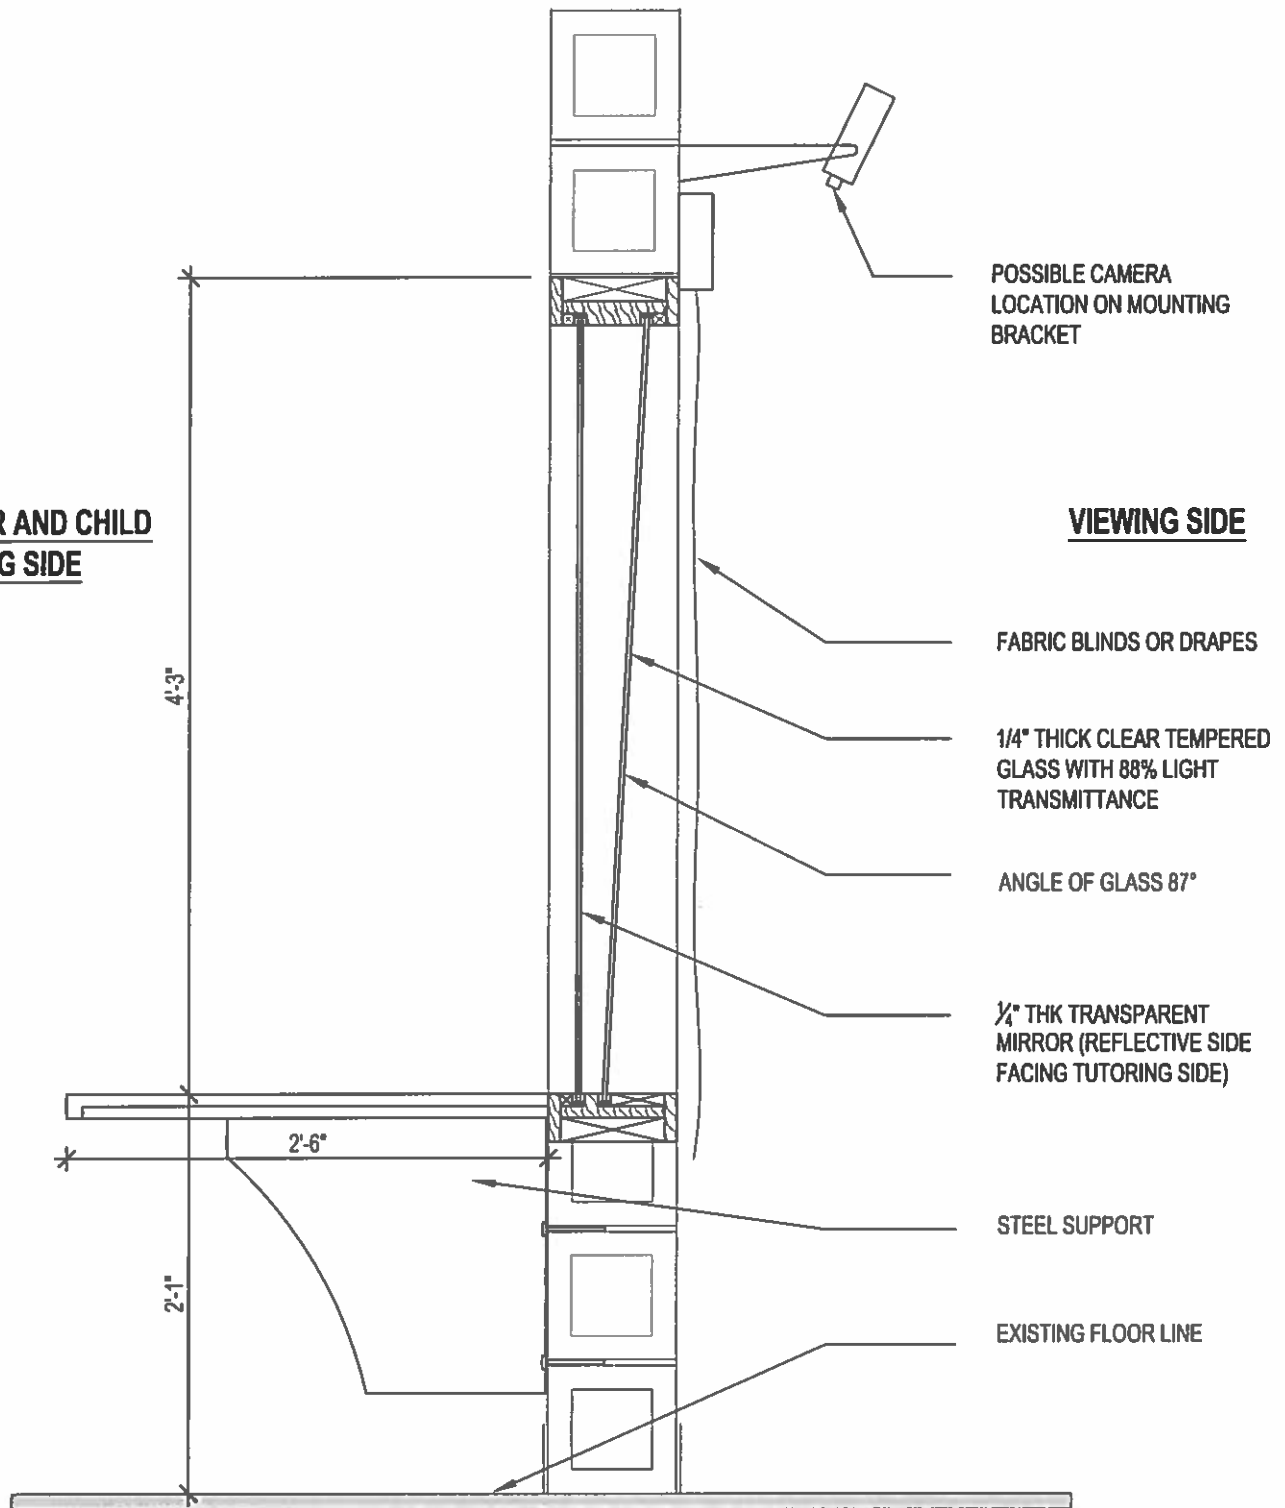 POSSIBLE CAMERA
LOCATION ON MOUNTING
BRACKET
R AND CHILD
G SIDE
VIEWING SIDE
FABRIC BLINDS OR DRAPES
4'-3"
1/4" THICK CLEAR TEMPERED
GLASS WITH 88% LIGHT
TRANSMITTANCE
ANGLE OF GLASS 87°
¼" THK TRANSPARENT
MIRROR (REFLECTIVE SIDE
FACING TUTORING SIDE)
2'-6"
STEEL SUPPORT
2'-1"
EXISTING FLOOR LINE